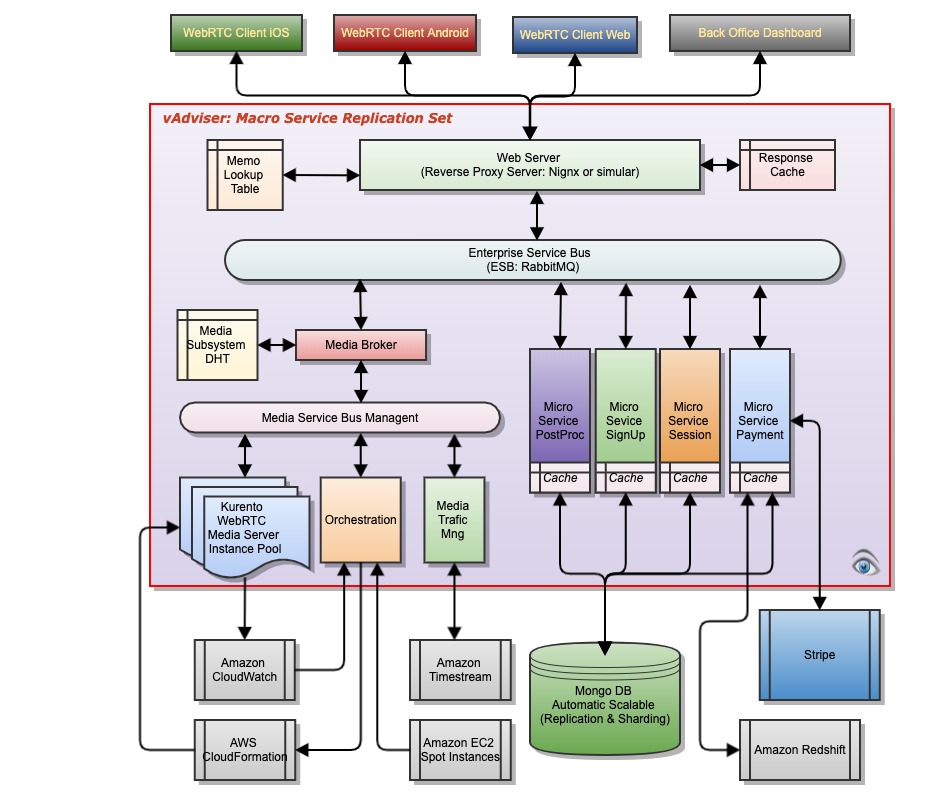 WebRTC Client iOS
WebRTC Client Android
WebRTC Client Web
Back Office Dashboard
vAdviser: Macro Service Replication Set
Memo
Lookup
Table
Web Server
(Reverse Proxy Server: Nignx or simular)
Response
Cache
Enterprise Service Bus
(ESB: RabbitMQ)
Media
Subsystem
DHT
Media Broker
Media Service Bus Managent
Micro
Service
PostProc
Cache
Micro
Sevice
SignUp
Cache
Micro
Service
Session
Cache
Micro
Service
Payment
Cache
Kurento
WebRTC
Media Server
Instance Pool
Orchestration
Media
Trafic
Mng
Amazon
CloudWatch
Amazon
Timestream
Mongo DB
Automatic Scalable
(Replication & Sharding)
Stripe
AWS
CloudFormation
Amazon EC2
Spot Instances
Amazon Redshift